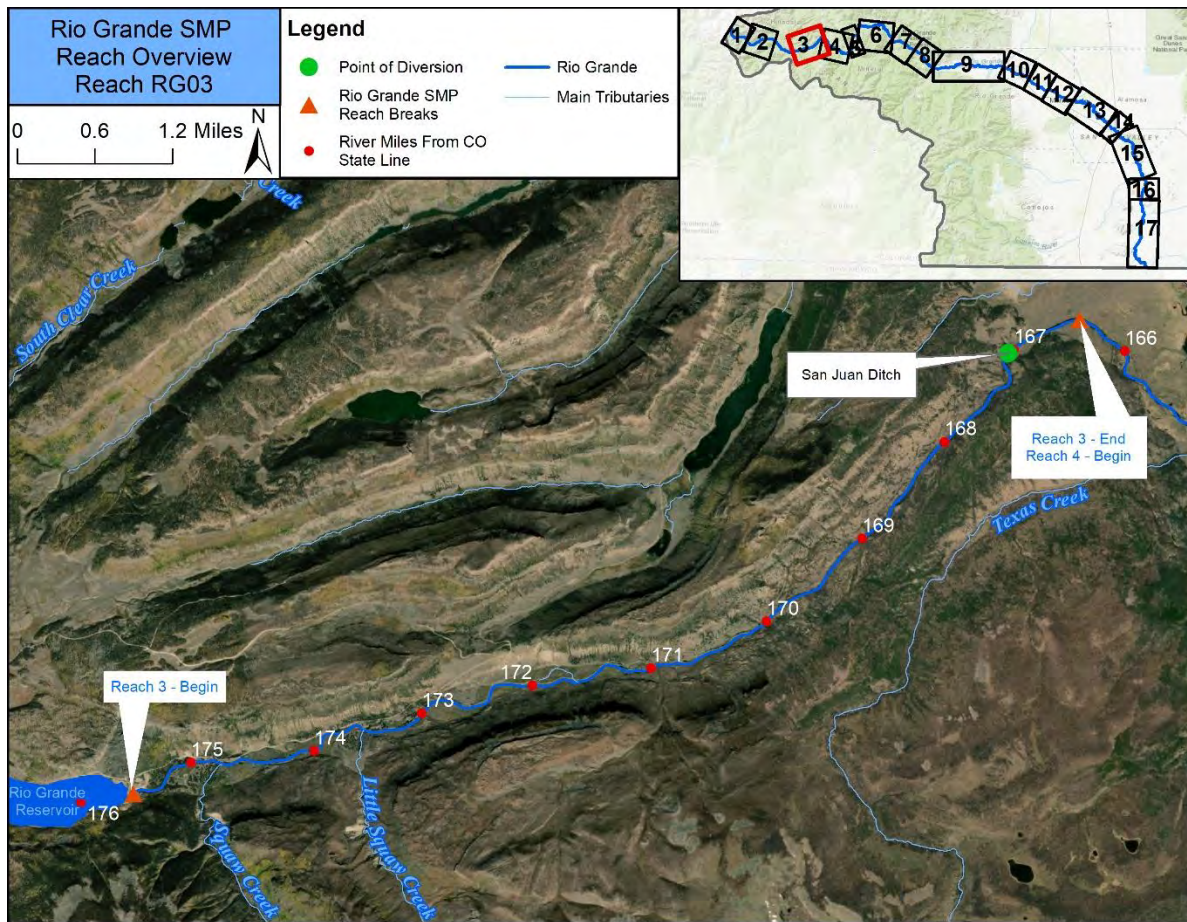 Rio Grande SMP
Reach Overview
Reach RG03
0 0.6 1.2 Miles
N
Legend
Point of Diversion
Rio Grande SMP
Reach Breaks
River Miles From CO
State Line
Rio Grande
Main Tributaries
1
2
3
4
5
6
7
8
9
10
11
12
13
14
15
16
17
Creek
South Clear Creek
San Juan Ditch
167
166
168
Reach 3 - End
Reach 4 - Begin
Texas Creek
169
170
171
172
173
Reach 3 - Begin
175
174
Rio Grande
Reservoir
176
Squaw Creek
Little Squaw Creek